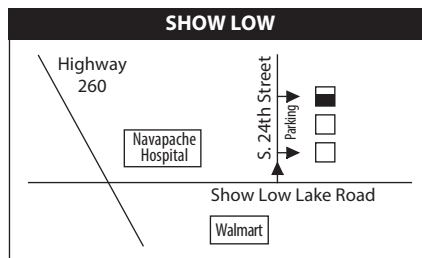 SHOW LOW
Highway
260
S. 24th Street
Parking
Navapache
Hospital
Show Low Lake Road
Walmart